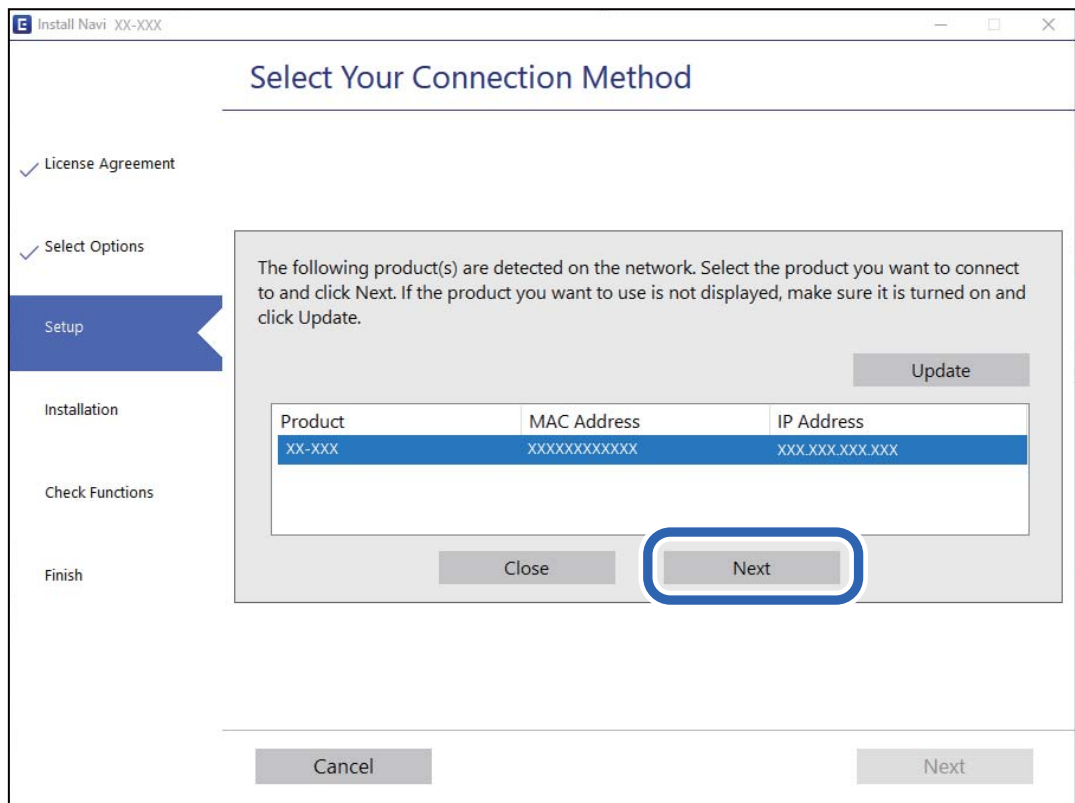 E Install Navi XX-XXX
Select Your Connection Method
License Agreement
Select Options
Setup
Installation
Check Functions
Finish
The following product(s) are detected on the network. Select the product you want to connect
to and click Next. If the product you want to use is not displayed, make sure it is turned on and
click Update.
Update
Product MAC Address IP Address
XX-XXX XXXXXXXXXXXX XXX.XXX.XXX.XXX
Close Next
Cancel Next